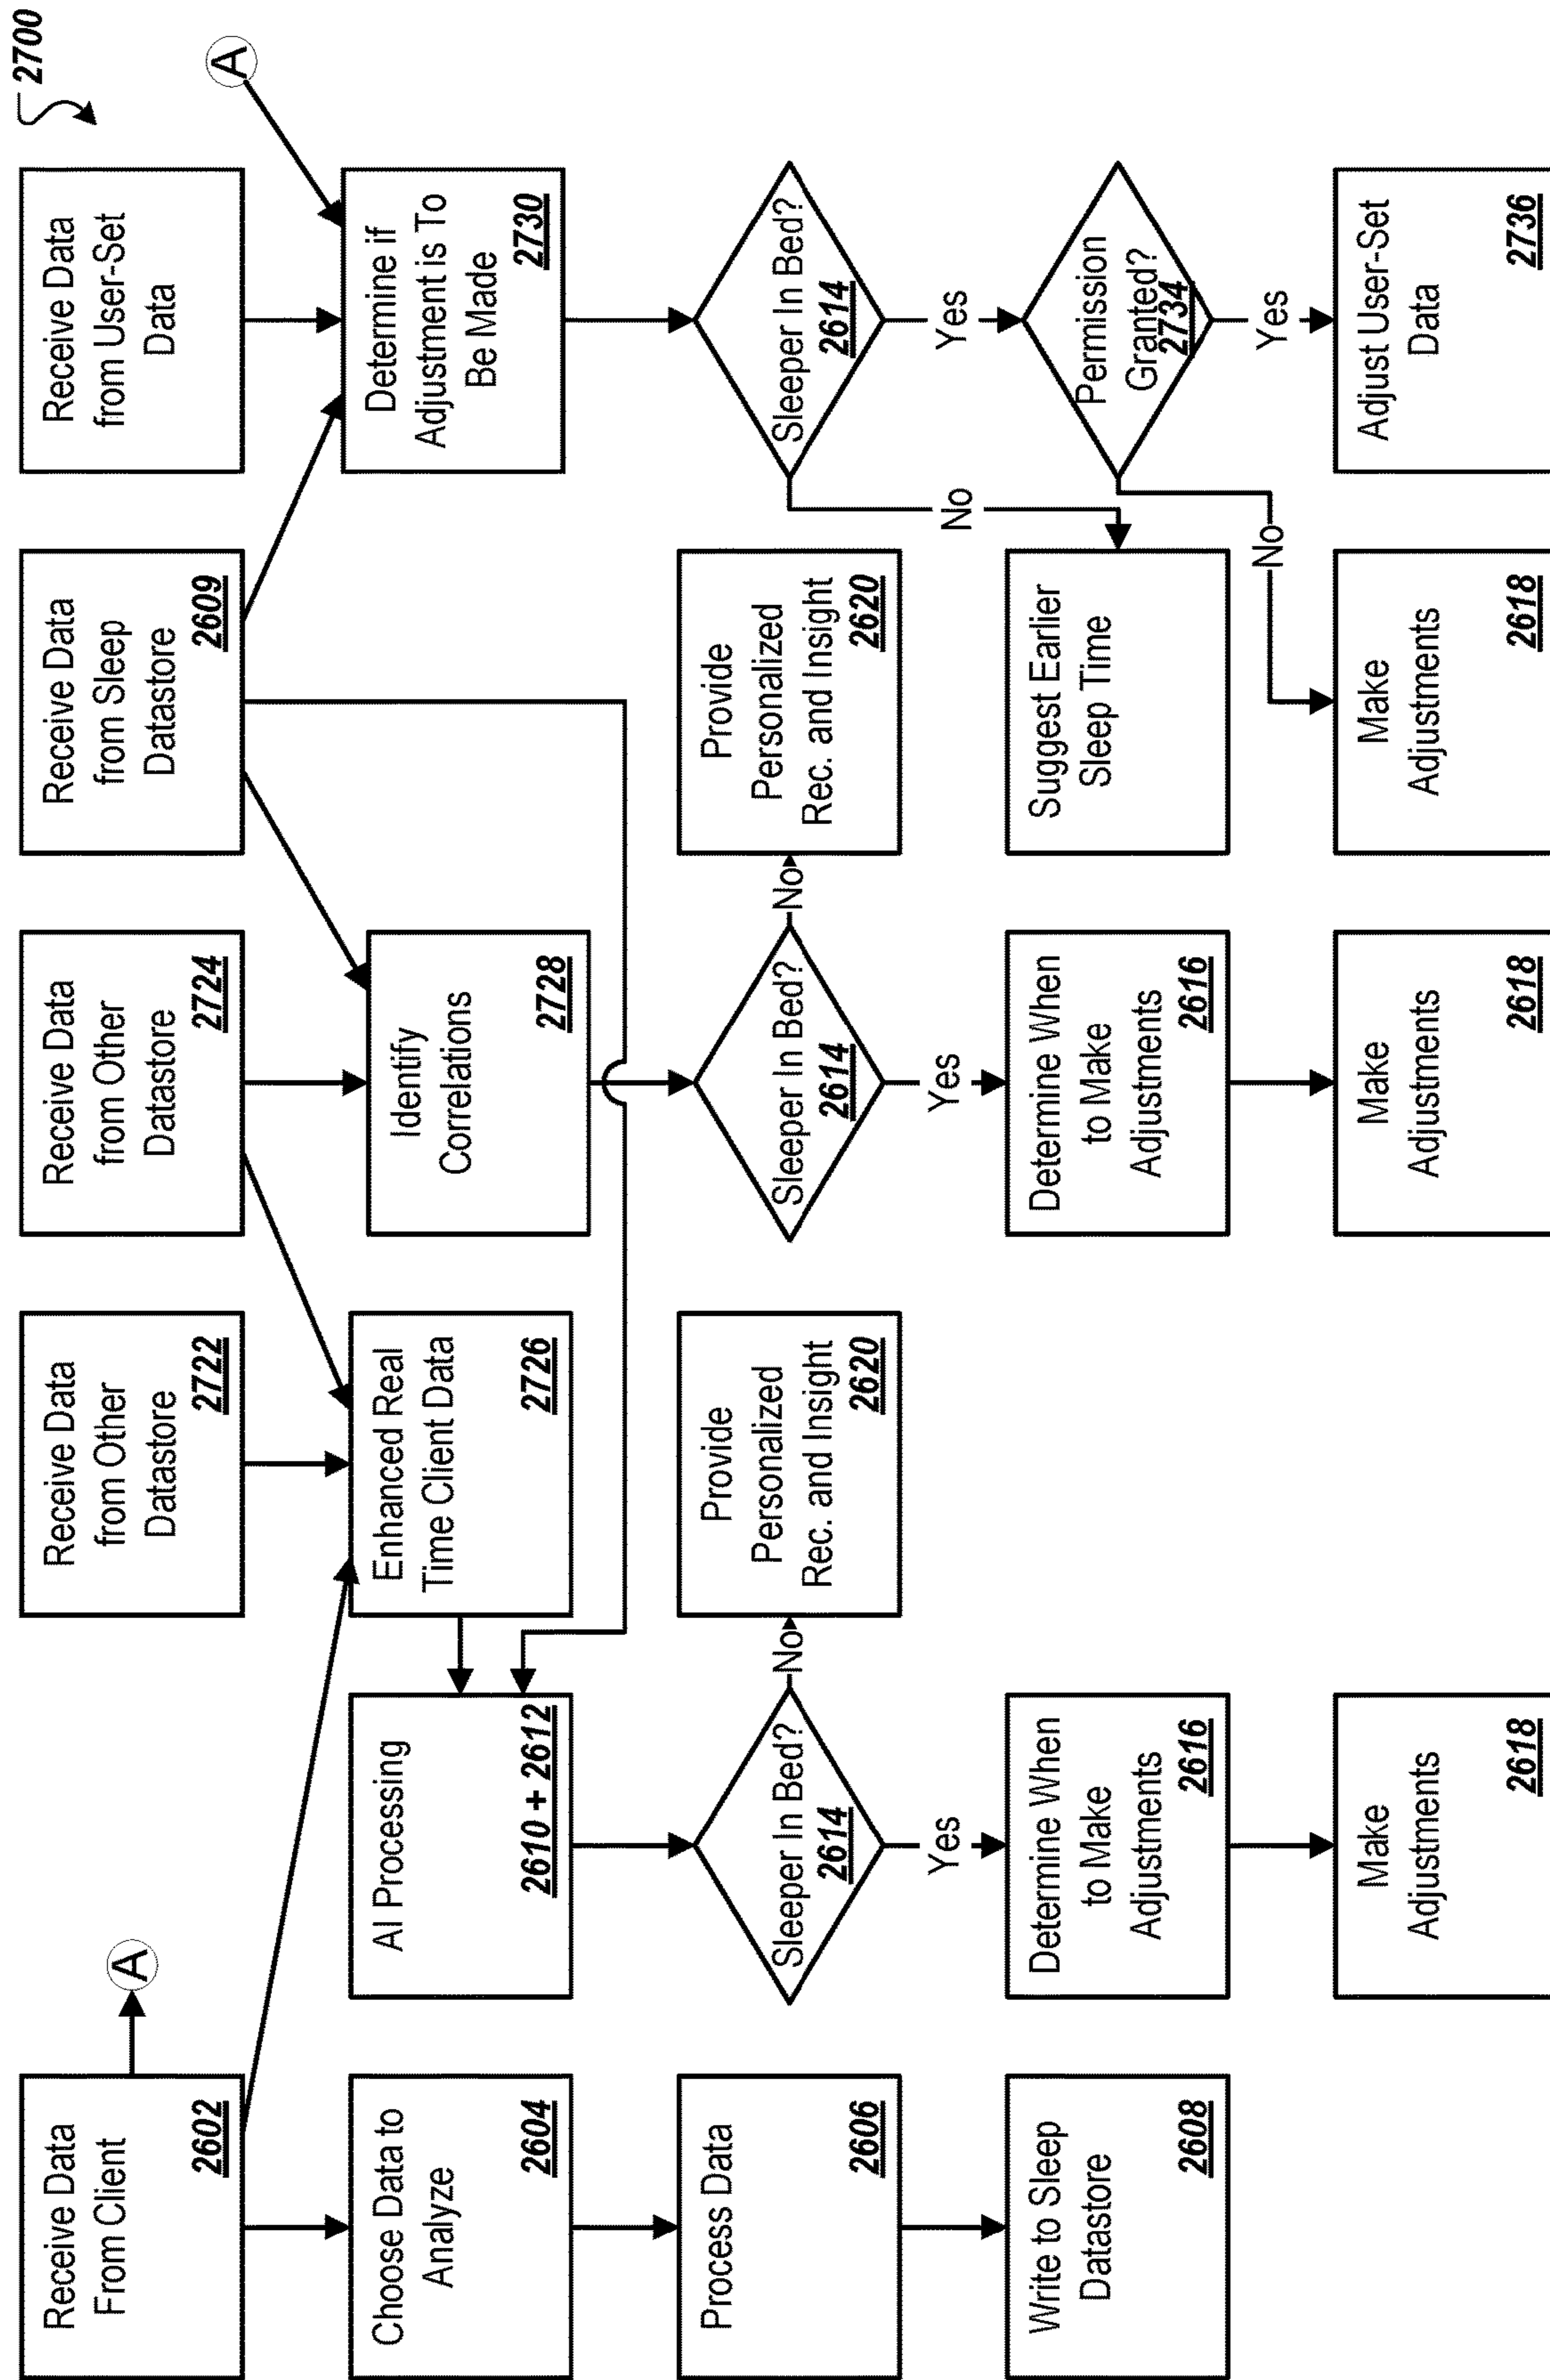 2700
Receive Data
From Client
2602
A
Receive Data
from Other
Datastore
2722
Receive Data
from Other
Datastore
2724
Receive Data
from Sleep
Datastore
2609
Receive Data
from User-Set
Data
A
Choose Data to
Analyze
2604
AI Processing
2610 + 2612
Enhanced Real
Time Client Data
2726
Identify
Correlations
2728
Determine if
Adjustment is To
Be Made
2730
Process Data
2606
Sleeper In Bed?
2614
No
Provide
Personalized
Rec. and Insight
2620
Sleeper In Bed?
2614
No
Provide
Personalized
Rec. and Insight
2620
Sleeper In Bed?
2614
Yes
Yes
No
Yes
Write to Sleep
Datastore
2608
Determine When
to Make
Adjustments
2616
Determine When
to Make
Adjustments
2616
Suggest Earlier
Sleep Time
Permission
Granted?
2734
No
Yes
Make
Adjustments
2618
Make
Adjustments
2618
Make
Adjustments
2618
Adjust User-Set
Data
2736